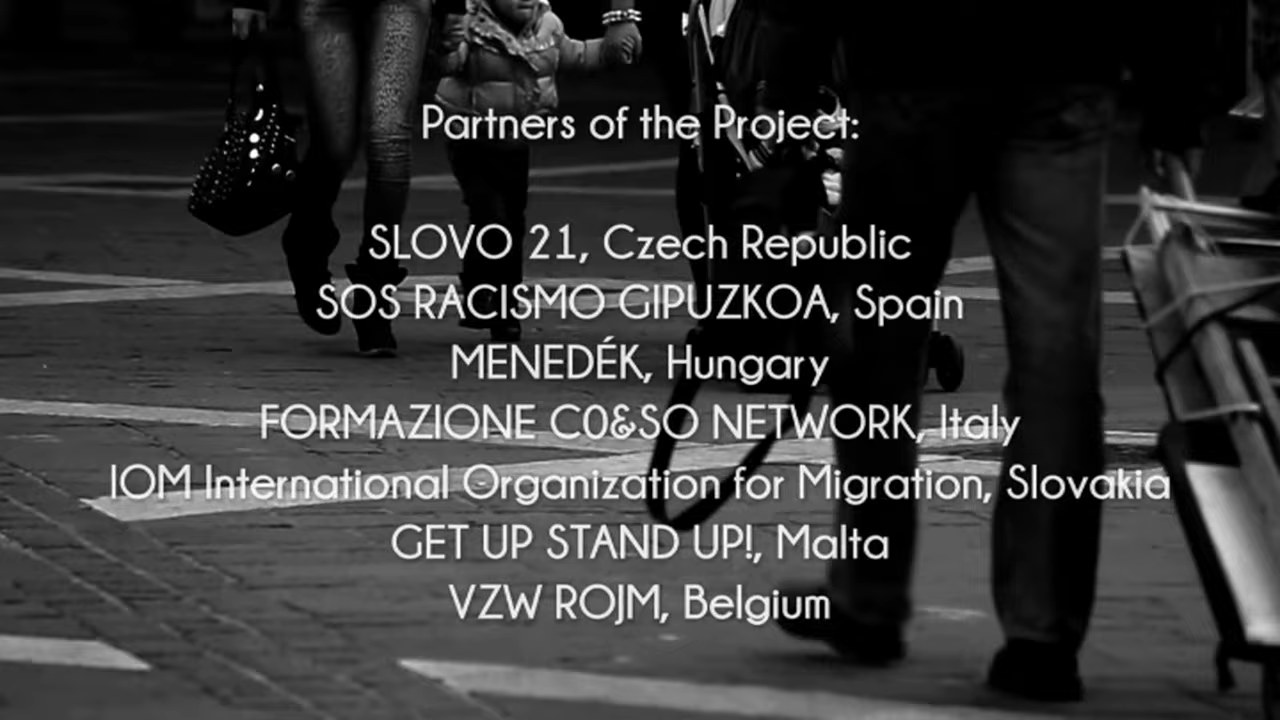 Partners of the Project:
SLOVO 21, Czech Republic
SOS RACISMO GIPUZKOA, Spain
MENEDÉK, Hungary
FORMAZIONE C0&SO NETWORK, Italy
IOM International Organization for Migration, Slovakia
GET UP STAND UP!, Malta
VZW ROJM, Belgium